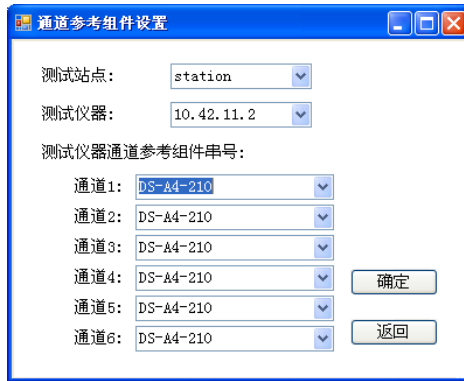 通道参考组件设置
测试站点: station
测试仪器: 10.42.11.2
测试仪器通道参考组件串号:
通道1: DS-A4-210
通道2: DS-A4-210
通道3: DS-A4-210
通道4: DS-A4-210
确定
通道5: DS-A4-210
通道6: DS-A4-210
返回